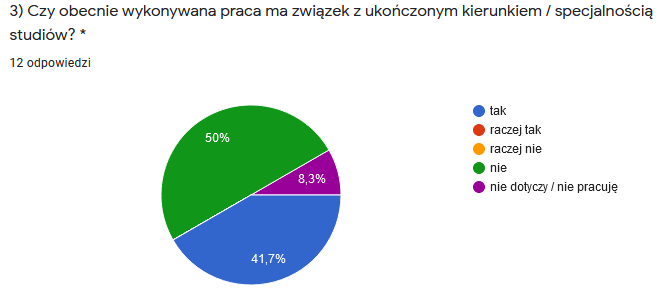 3) Czy obecnie wykonywana praca ma związek z ukończonym kierunkiem / specjalnością
studiów? *
12 odpowiedzi
50%
8,3%
41,7%
tak
raczej tak
raczej nie
nie
nie dotyczy / nie pracuję